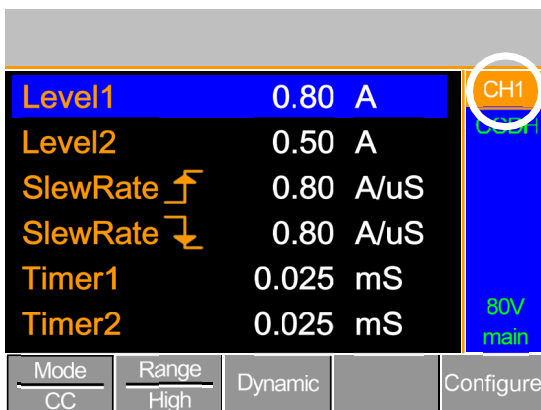 Level1 0.80 A
Level2 0.50 A
SlewRate 0.80 A/uS
SlewRate 0.80 A/uS
Timer1 0.025 mS
Timer2 0.025 mS
CH1
CCDH
80V
main
Mode
CC
Range
High
Dynamic
Configure